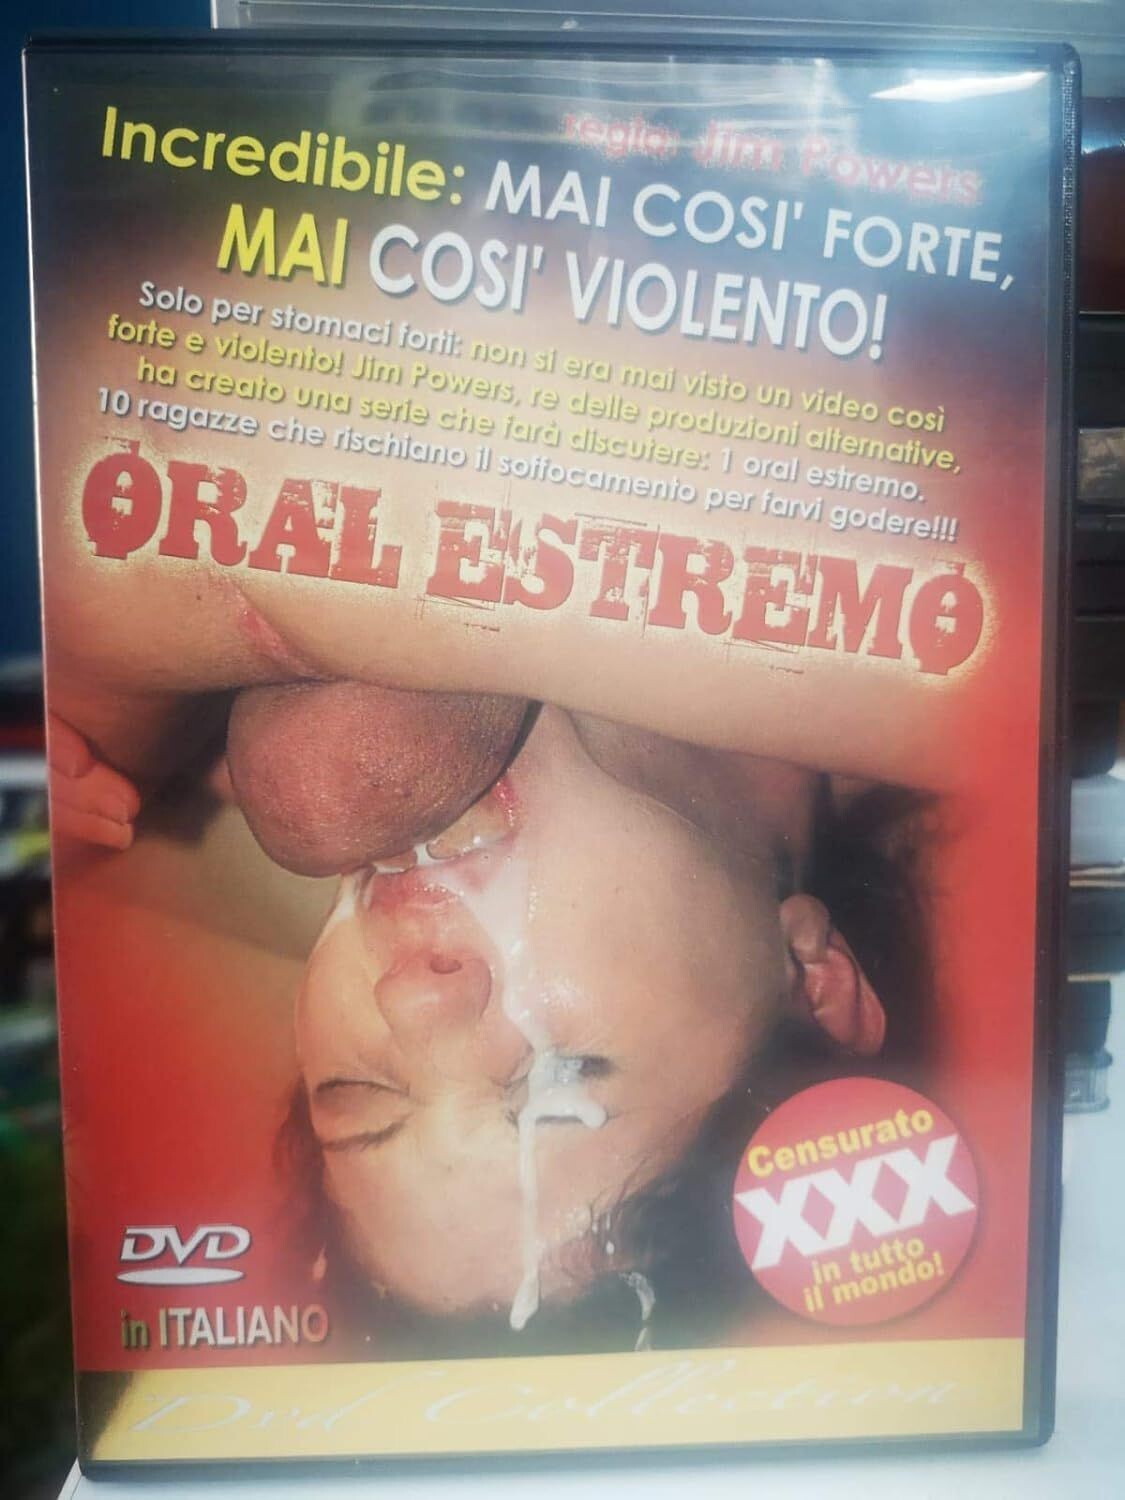 regia: Jim Powers
Incredibile: MAI COSI' FORTE,
MAI COSI' VIOLENTO!
Solo per stomaci forti: non si era mai visto un video così
forte e violento! Jim Powers, re delle produzioni alternative,
ha creato una serie che farà discutere: 1 oral estremo.
10 ragazze che rischiano il soffocamento per farvi godere!!!
ORAL ESTREMO
Censurato
XXX
in tutto
il mondo!
DVD
in ITALIANO
Dvd Collection